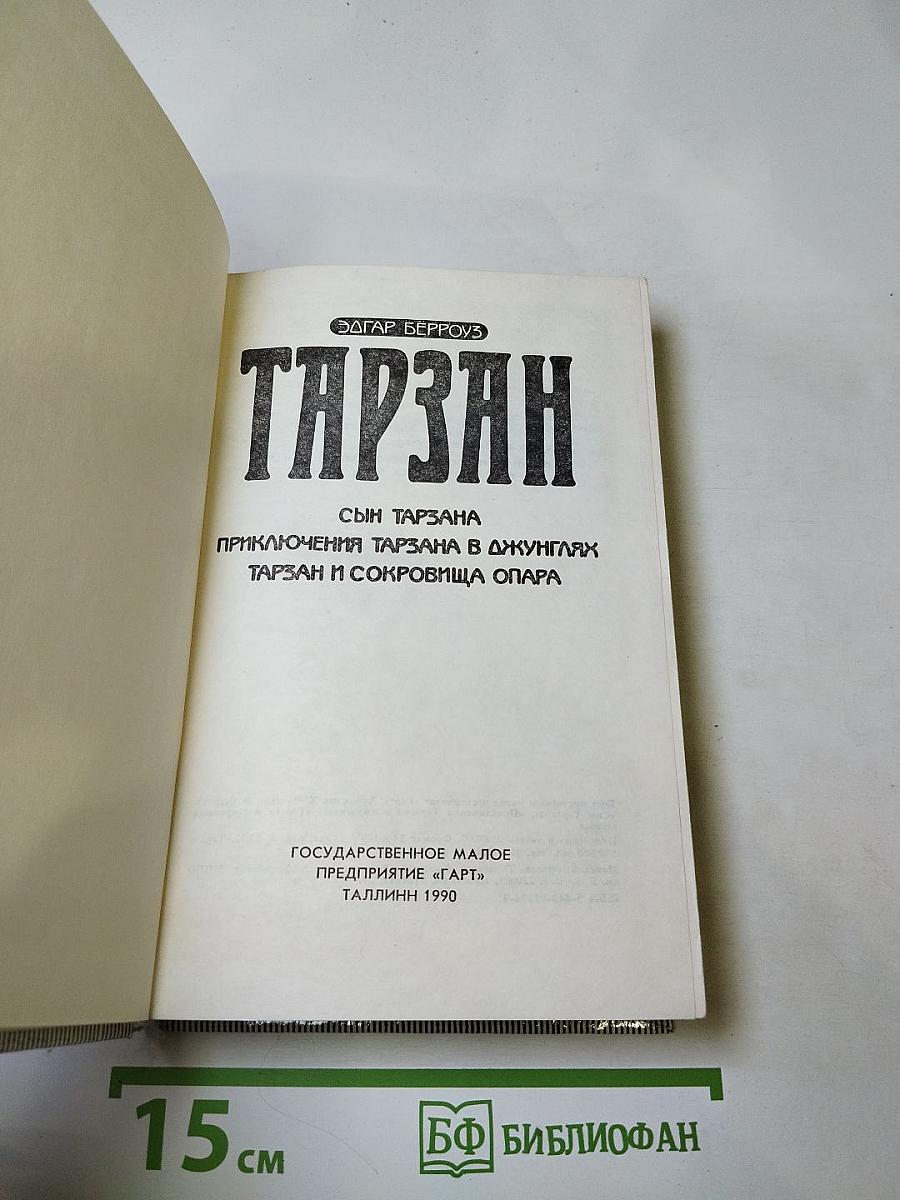 ЭДГАР БЁРРОУЗ
ТАРЗАН
СЫН ТАРЗАНА
ПРИКЛЮЧЕНИЯ ТАРЗАНА В ДЖУНГЛЯХ
ТАРЗАН И СОКРОВИЩА ОПАРА
ГОСУДАРСТВЕННОЕ МАЛОЕ
ПРЕДПРИЯТИЕ «ГАРТ»
ТАЛЛИНН 1990
15 см
БФ БИБЛИОФАН